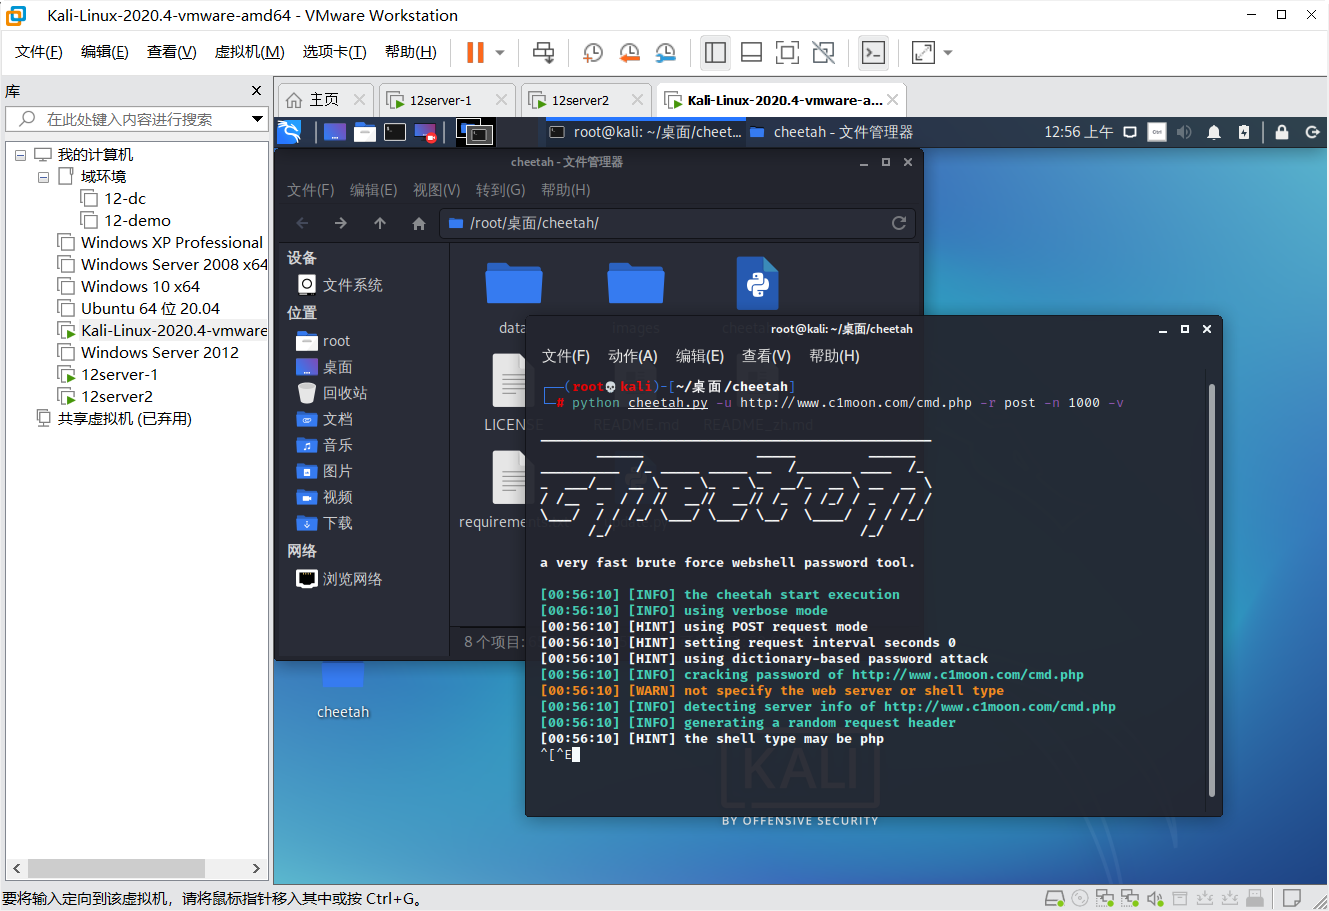 Kali-Linux-2020.4-vmware-amd64 - VMware Workstation
文件(F) 编辑(E) 查看(V) 虚拟机(M) 选项卡(T) 帮助(H)
库
在此处键入内容进行搜索
我的计算机
域环境
12-dc
12-demo
Windows XP Professional
Windows Server 2008 x64
Windows 10 x64
Ubuntu 64 位 20.04
Kali-Linux-2020.4-vmware
Windows Server 2012
12server-1
12server2
共享虚拟机 (已弃用)
主页
12server-1
12server2
Kali-Linux-2020.4-vmware-a...
root@kali: ~/桌面/cheet...
cheetah - 文件管理器
12:56 上午
cheetah - 文件管理器
文件(F) 编辑(E) 视图(V) 转到(G) 帮助(H)
/root/桌面/cheetah/
设备
文件系统
位置
root
桌面
回收站
文档
音乐
图片
视频
下载
网络
浏览网络
data
images
LICENSE
README.md
requireme
8 个项目:
cheetah
root@kali: ~/桌面/cheetah
文件(F) 动作(A) 编辑(E) 查看(V) 帮助(H)
(root💀kali)-[~/桌面/cheetah]
# python cheetah.py -u http://www.c1moon.com/cmd.php -r post -n 1000 -v
cheetah
a very fast brute force webshell password tool.
[00:56:10] [INFO] the cheetah start execution
[00:56:10] [INFO] using verbose mode
[00:56:10] [HINT] using POST request mode
[00:56:10] [HINT] setting request interval seconds 0
[00:56:10] [HINT] using dictionary-based password attack
[00:56:10] [INFO] cracking password of http://www.c1moon.com/cmd.php
[00:56:10] [WARN] not specify the web server or shell type
[00:56:10] [INFO] detecting server info of http://www.c1moon.com/cmd.php
[00:56:10] [INFO] generating a random request header
[00:56:10] [HINT] the shell type may be php
^[^E
KALI
BY OFFENSIVE SECURITY
要将输入定向到该虚拟机，请将鼠标指针移入其中或按 Ctrl+G。